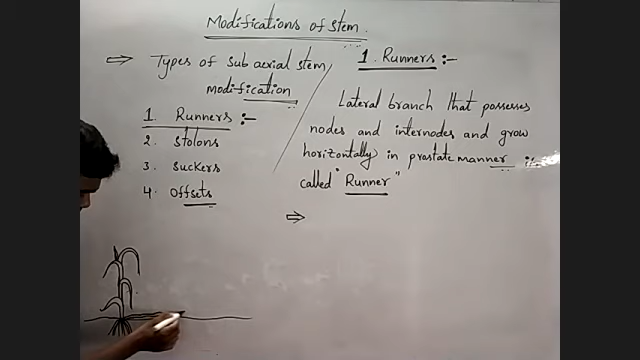 Modifications of stem.
⇒ Types of Sub aerial stem
modification
1. Runners :-
2. Stolons
3. Suckers
4. Offsets
1. Runners :-
Lateral branch that possesses
nodes and internodes and grow
horizontally in prostate manner is
called "Runner"
⇒